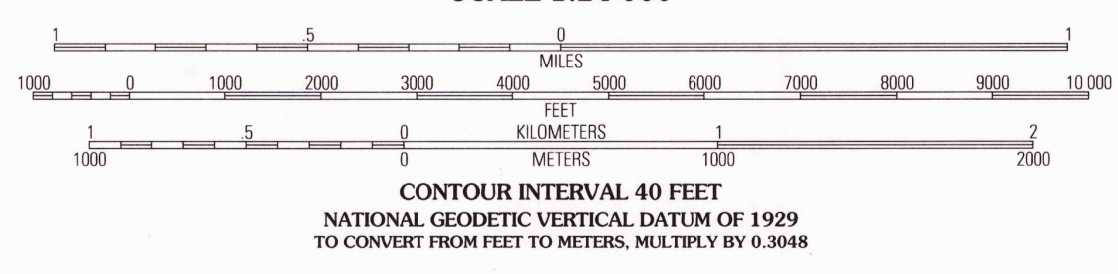 1 .5 0 1
MILES
1000 0 1000 2000 3000 4000 5000 6000 7000 8000 9000 10 000
FEET
1 .5 0 KILOMETERS 1 2
1000 0 METERS 1000 2000
CONTOUR INTERVAL 40 FEET
NATIONAL GEODETIC VERTICAL DATUM OF 1929
TO CONVERT FROM FEET TO METERS, MULTIPLY BY 0.3048